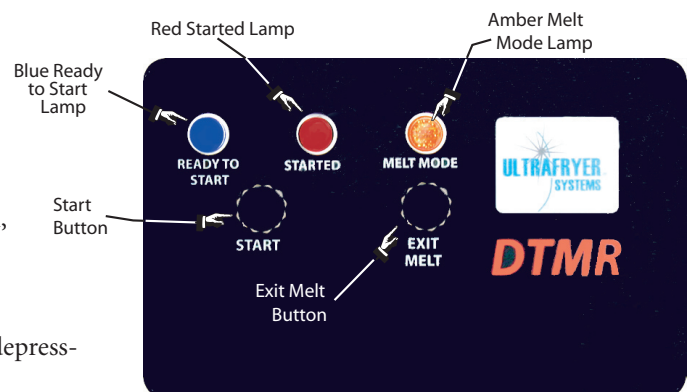 Red Started Lamp
Amber Melt
Mode Lamp
Blue Ready
to Start
Lamp
READY TO
START
STARTED
MELT MODE
ULTRAFRYER
SYSTEMS
Start
Button
,
START
EXIT
MELT
DTMR
Exit Melt
Button
depress-